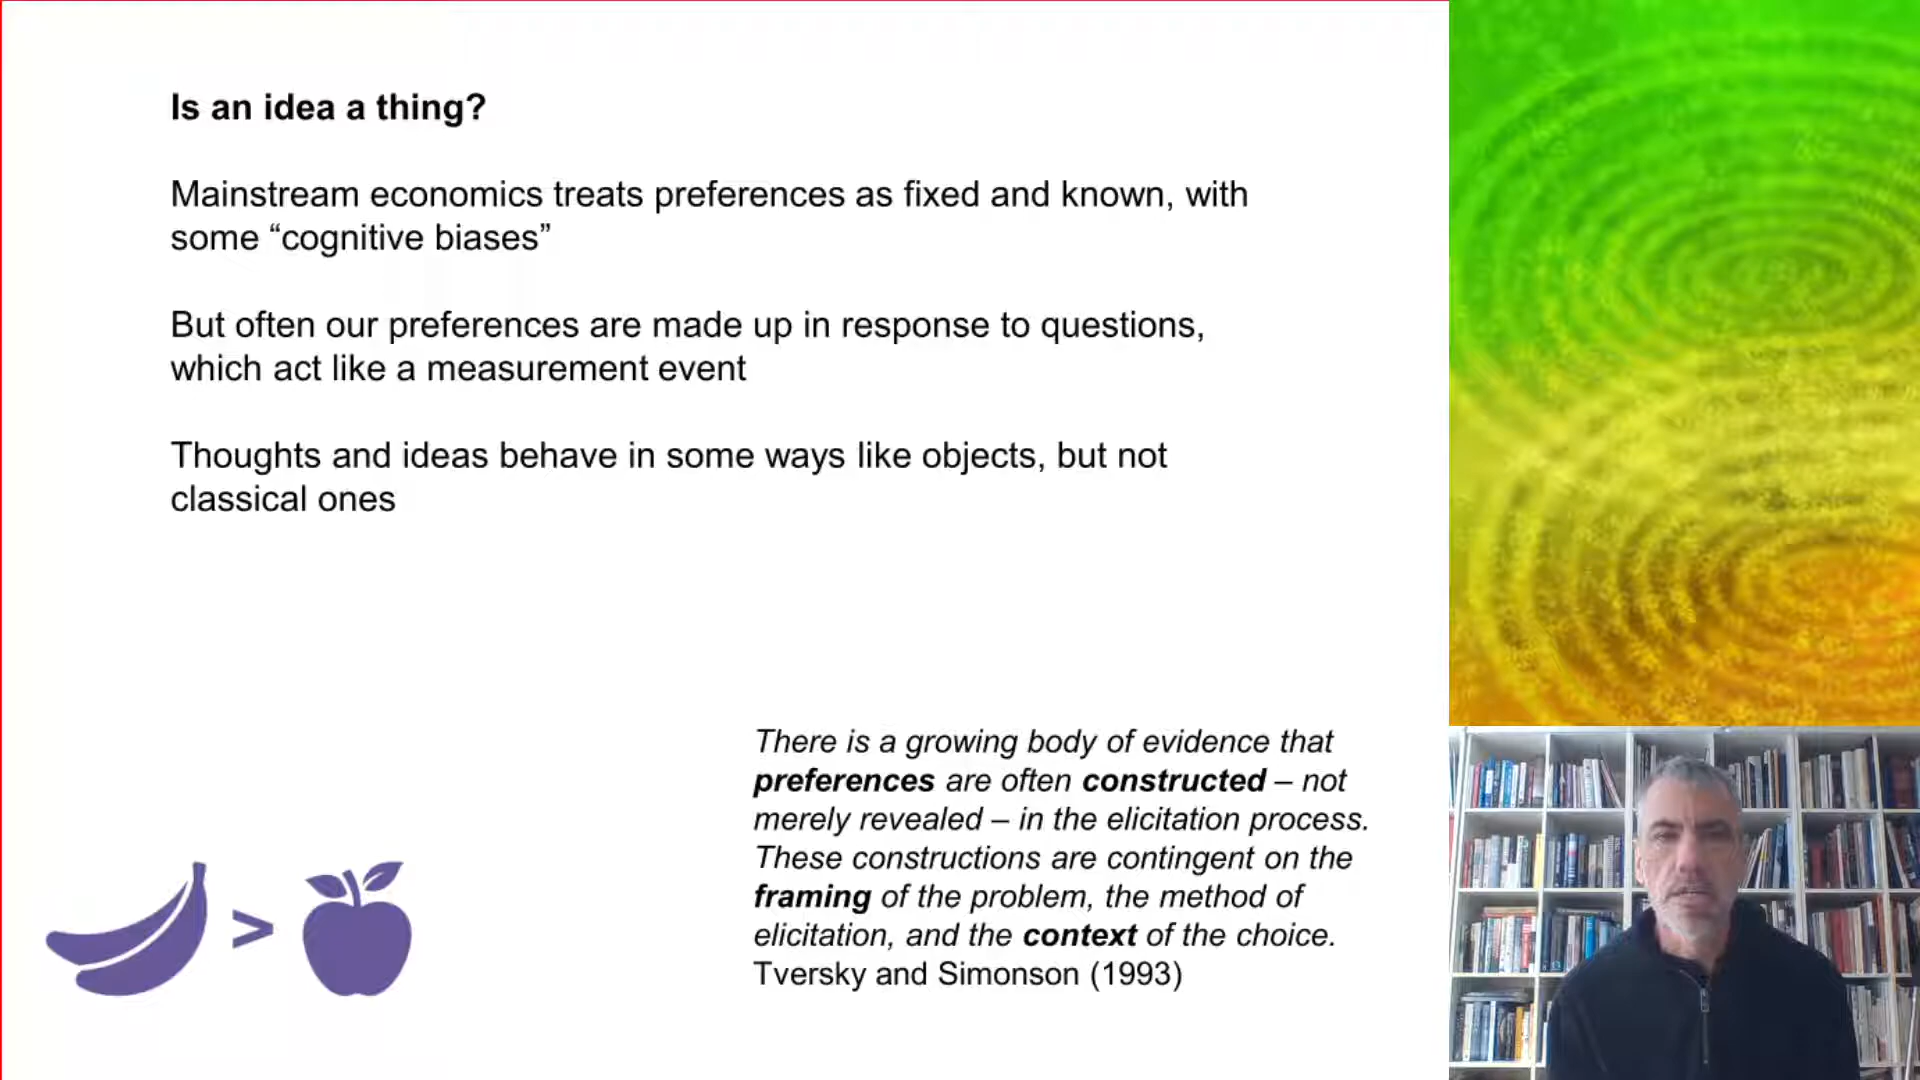 Is an idea a thing?
Mainstream economics treats preferences as fixed and known, with
some “cognitive biases”
But often our preferences are made up in response to questions,
which act like a measurement event
Thoughts and ideas behave in some ways like objects, but not
classical ones
There is a growing body of evidence that
preferences are often constructed – not
merely revealed – in the elicitation process.
These constructions are contingent on the
framing of the problem, the method of
elicitation, and the context of the choice.
Tversky and Simonson (1993)
>